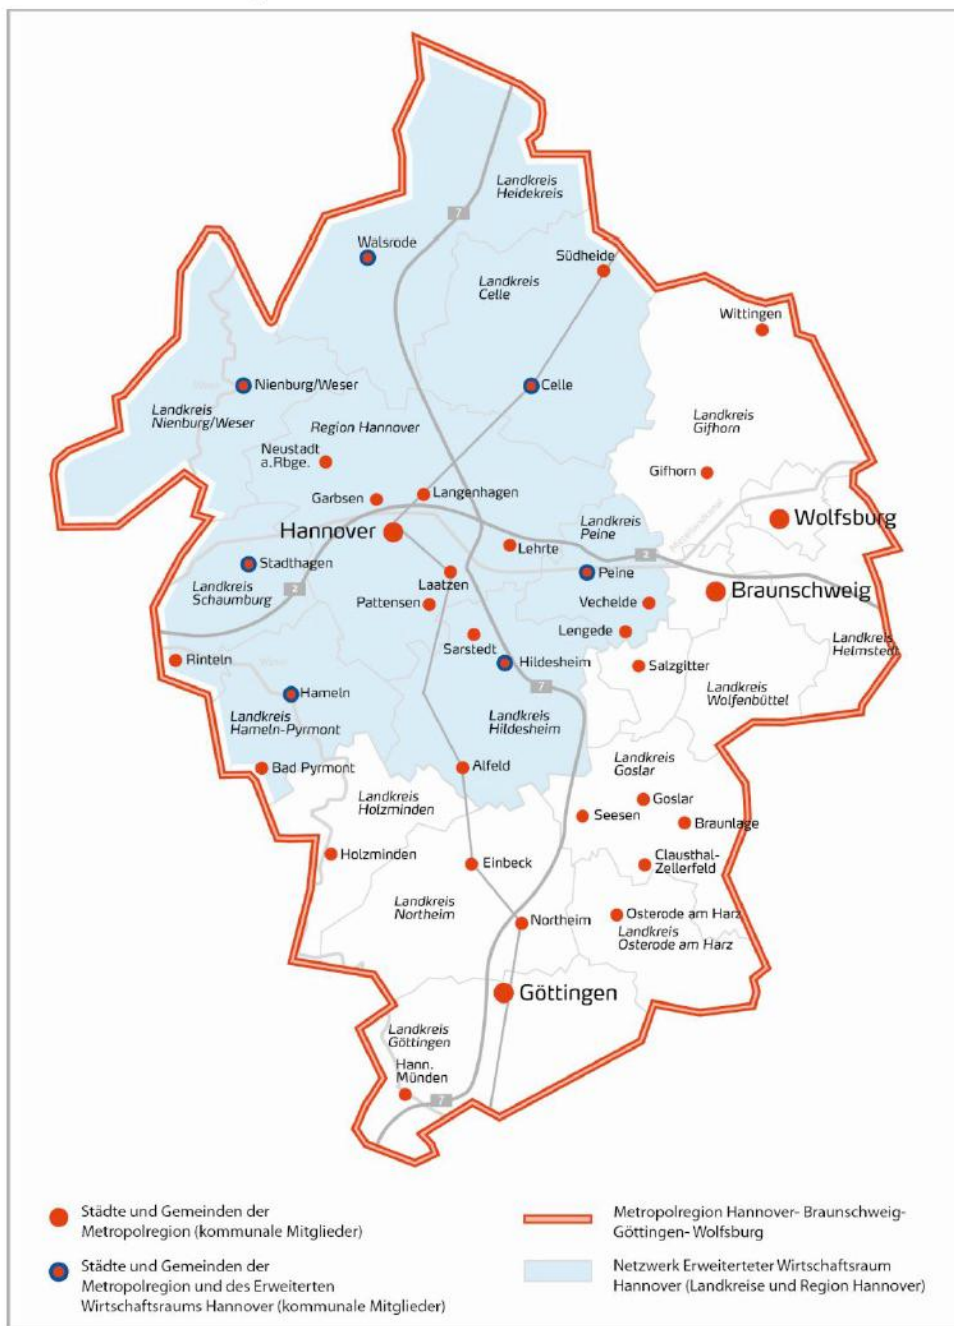 Landkreis
Heidekreis
7
Walsrode
Südheide
Landkreis
Celle
Wittingen
Nienburg/Weser
Celle
Landkreis
Nienburg/Weser
Region Hannover
Landkreis
Gifhorn
Neustadt
a.Rbge.
Gifhorn
Garbsen
Langenhagen
Hannover
Wolfsburg
Landkreis
Peine
Lehrte
2
Stadthagen
Peine
Landkreis
Schaumburg
2
Laatzen
Braunschweig
Pattensen
Vechelde
Lengede
Sarstedt
Landkreis
Helmstedt
Rinteln
Hildesheim
Salzgitter
7
Hameln
Landkreis
Wolfenbüttel
Landkreis
Hameln-Pyrmont
Landkreis
Hildesheim
Bad Pyrmont
Alfeld
Landkreis
Goslar
Landkreis
Holzminden
Goslar
Seesen
Braunlage
Holzminden
Einbeck
Clausthal-
Zellerfeld
Landkreis
Northeim
Northeim
Osterode am Harz
Landkreis
Osterode am Harz
Göttingen
Landkreis
Göttingen
Hann.
Münden
7
Städte und Gemeinden der
Metropolregion (kommunale Mitglieder)
Städte und Gemeinden der
Metropolregion und des Erweiterten
Wirtschaftsraums Hannover (kommunale Mitglieder)
Metropolregion Hannover- Braunschweig-
Göttingen- Wolfsburg
Netzwerk Erweiterteter Wirtschaftsraum
Hannover (Landkreise und Region Hannover)